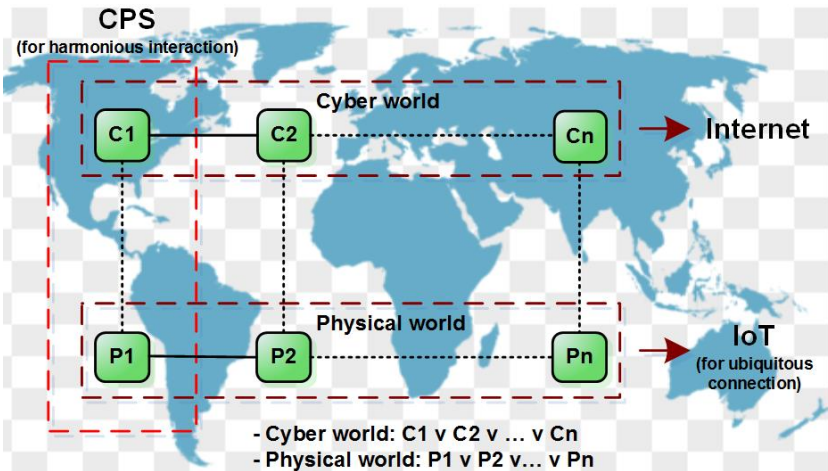 CPS
(for harmonious interaction)
Cyber world
C1
C2
Cn
Internet
Physical world
P1
P2
Pn
IoT
(for ubiquitous
connection)
- Cyber world: C1 v C2 v … v Cn
- Physical world: P1 v P2 v… v Pn